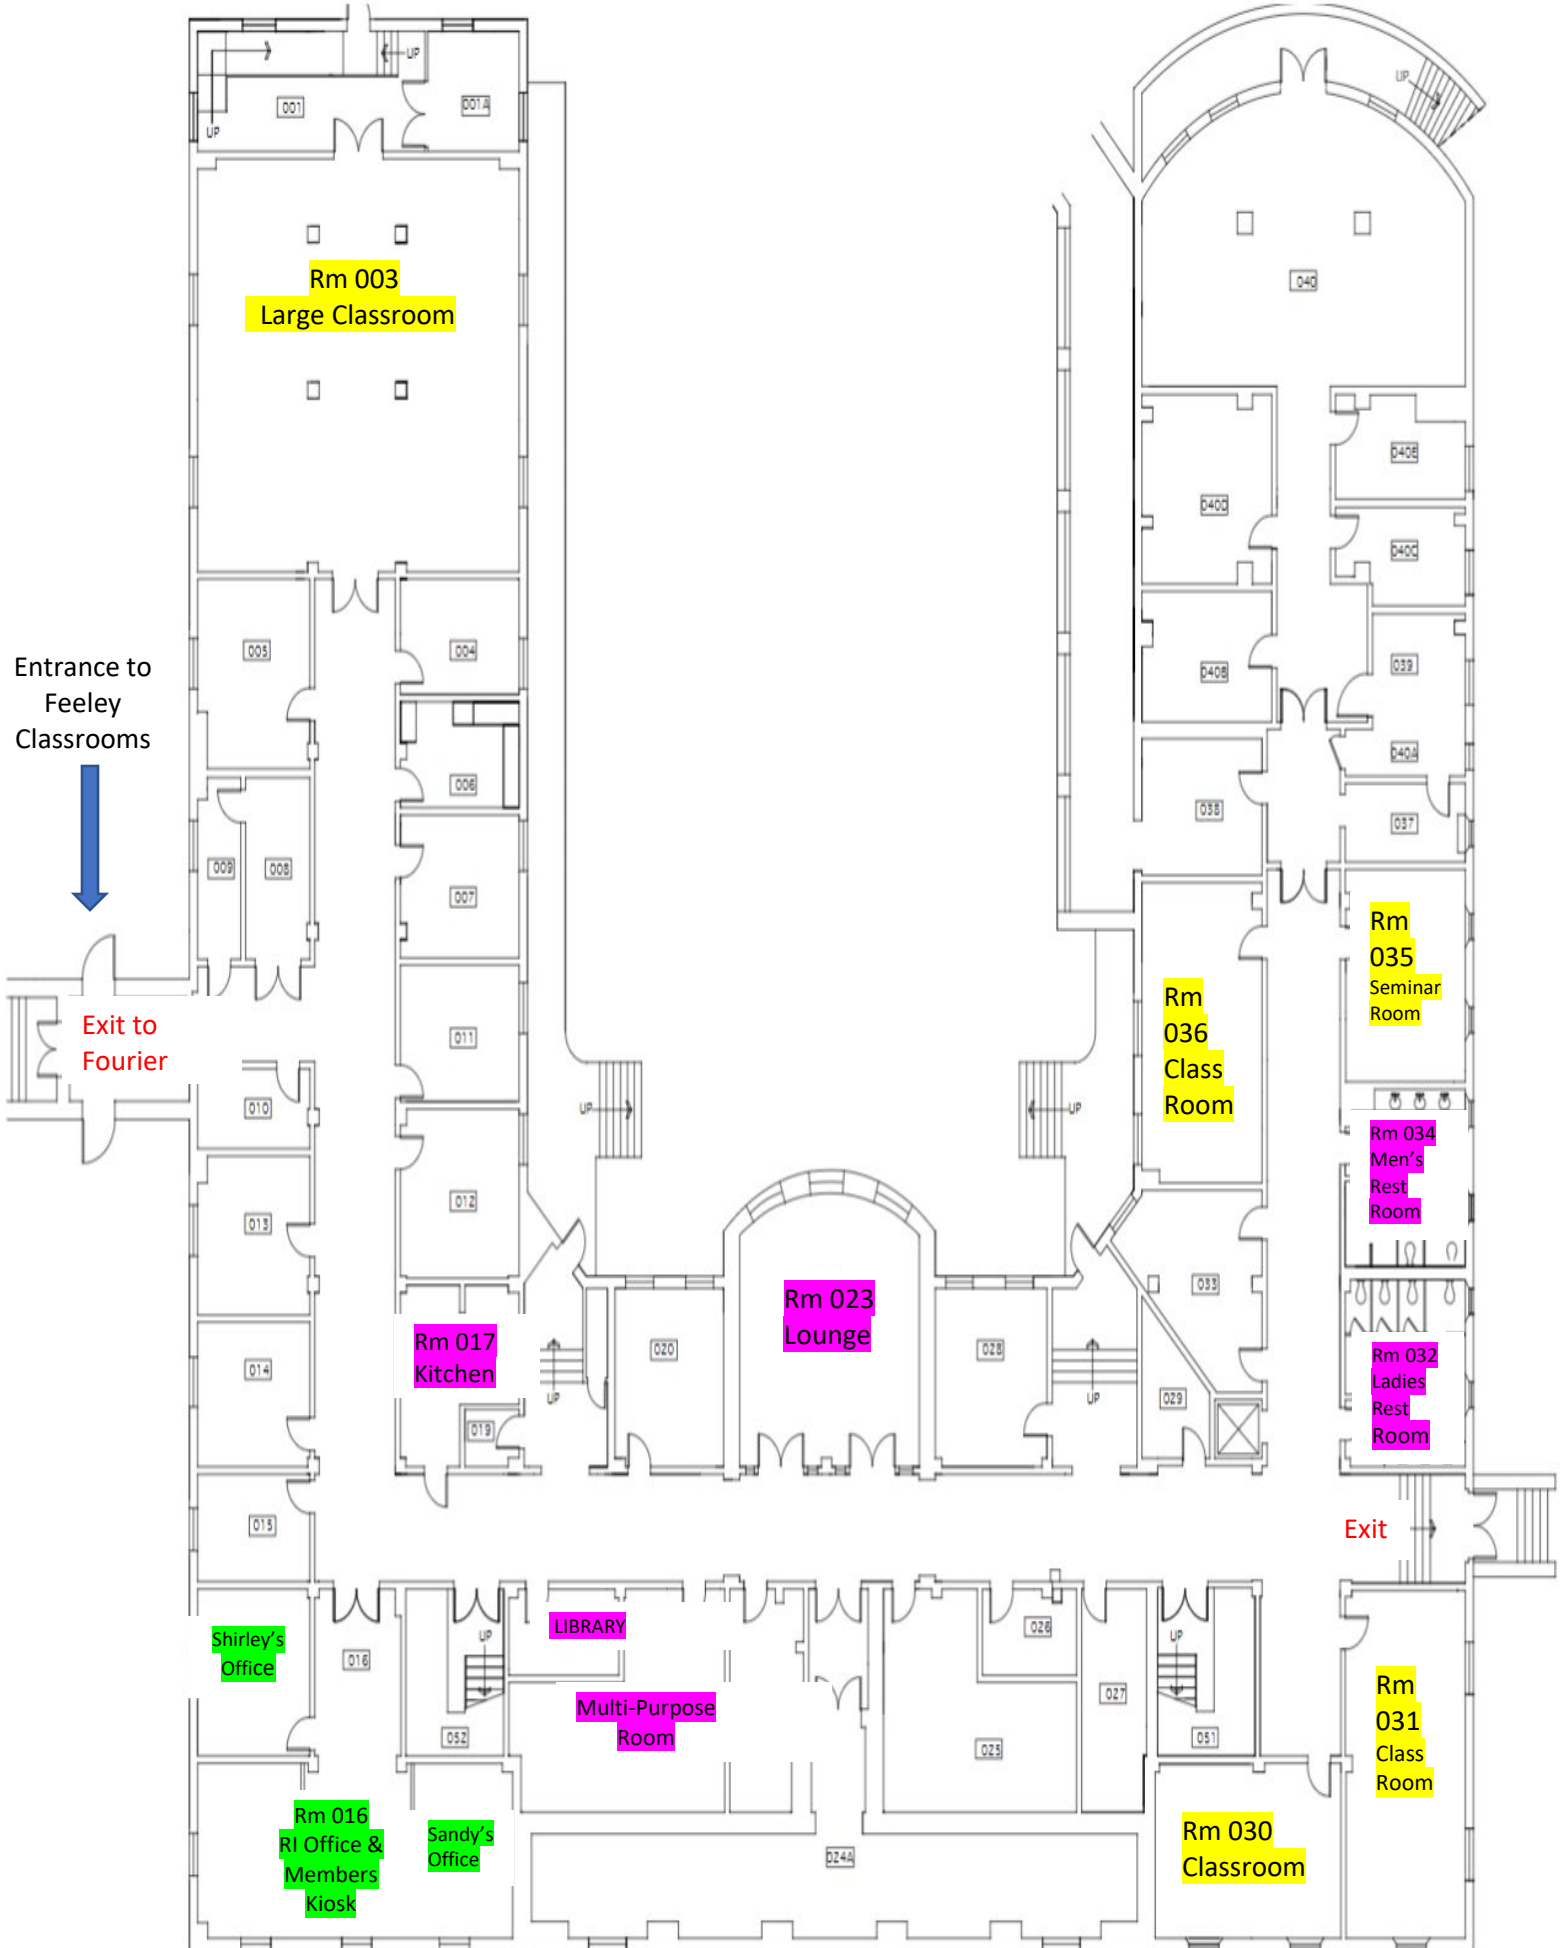 UP
001
001A
UP
UP
Rm 003
Large Classroom
040
040E
040D
040C
005
004
Entrance to
Feeley
Classrooms
039
040B
040A
006
038
037
009
008
007
Rm
035
Seminar
Room
Rm
036
Class
Room
Exit to
Fourier
011
010
UP
UP
Rm 034
Men's
Rest
Room
012
013
033
Rm 023
Lounge
Rm 017
Kitchen
020
028
014
Rm 032
Ladies
Rest
Room
UP
UP
029
019
015
Exit
LIBRARY
026
Shirley's
Office
016
UP
UP
027
Rm
031
Class
Room
Multi-Purpose
Room
052
025
051
Rm 016
RI Office &
Members
Kiosk
Sandy's
Office
024A
Rm 030
Classroom